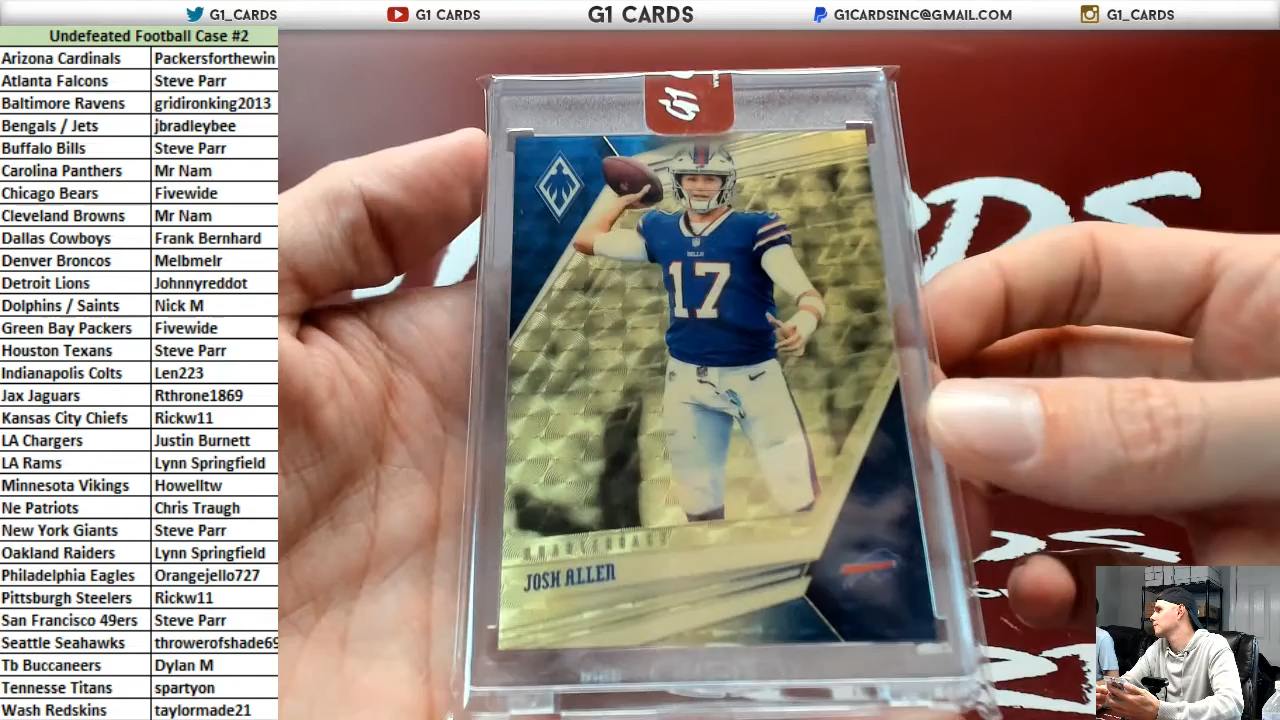 G1_CARDS
G1 CARDS
G1 CARDS
G1CARDSINC@GMAIL.COM
G1_CARDS
Undefeated Football Case #2
Arizona Cardinals Packersforthewin
Atlanta Falcons Steve Parr
Baltimore Ravens gridironking2013
Bengals / Jets jbradleybee
Buffalo Bills Steve Parr
Carolina Panthers Mr Nam
Chicago Bears Fivewide
Cleveland Browns Mr Nam
Dallas Cowboys Frank Bernhard
Denver Broncos Melbmelr
Detroit Lions Johnnyreddot
Dolphins / Saints Nick M
Green Bay Packers Fivewide
Houston Texans Steve Parr
Indianapolis Colts Len223
Jax Jaguars Rthrone1869
Kansas City Chiefs Rickw11
LA Chargers Justin Burnett
LA Rams Lynn Springfield
Minnesota Vikings Howelltw
Ne Patriots Chris Traugh
New York Giants Steve Parr
Oakland Raiders Lynn Springfield
Philadelphia Eagles Orangejello727
Pittsburgh Steelers Rickw11
San Francisco 49ers Steve Parr
Seattle Seahawks throwerofshade69
Tb Buccaneers Dylan M
Tennesse Titans spartyon
Wash Redskins taylormade21
G1
BILLS
17
QUARTERBACK
JOSH ALLEN
RDS